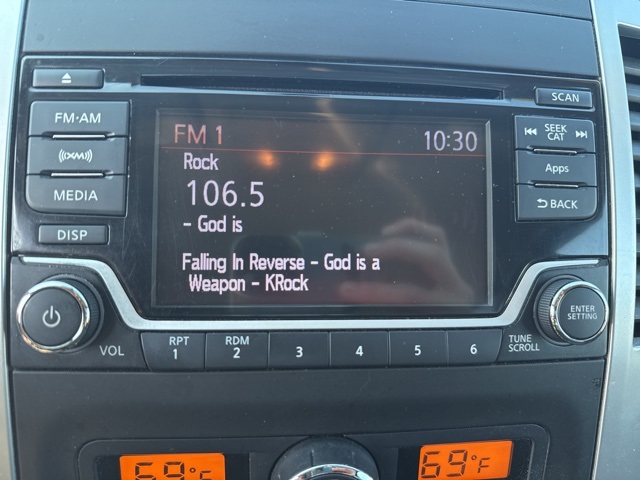 SCAN
FM·AM
FM 1
10:30
SEEK
CAT
Rock
106.5
- God is
Falling In Reverse - God is a
Weapon - KRock
((XM))
Apps
MEDIA
BACK
DISP
VOL
RPT
1
RDM
2
3
4
5
6
TUNE
SCROLL
ENTER
SETTING
69°F
69°F